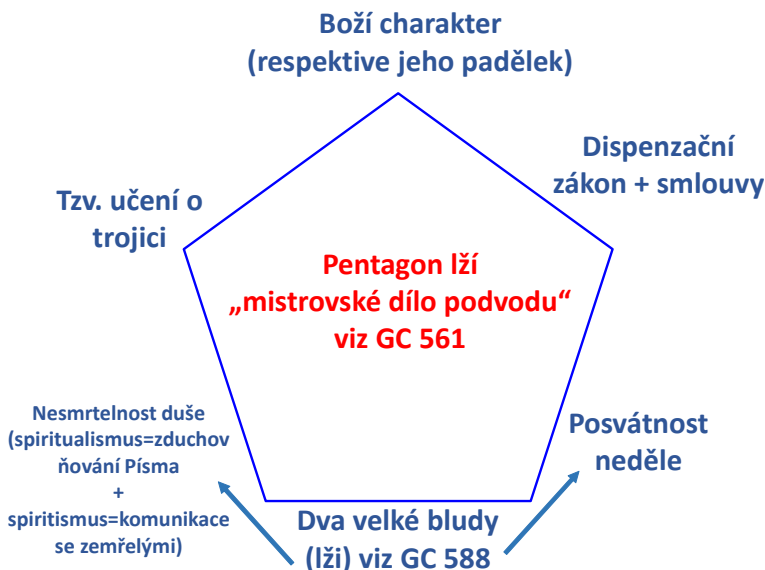 Boží charakter
(respektive jeho padělek)
Dispenzační
zákon + smlouvy
Tzv. učení o
trojici
Pentagon lží
„mistrovské dílo podvodu“
viz GC 561
Nesmrtelnost duše
(spiritualismus=zduchov
ňování Písma
+
spiritismus=komunikace
se zemřelými)
Posvátnost
neděle
Dva velké bludy
(lži) viz GC 588